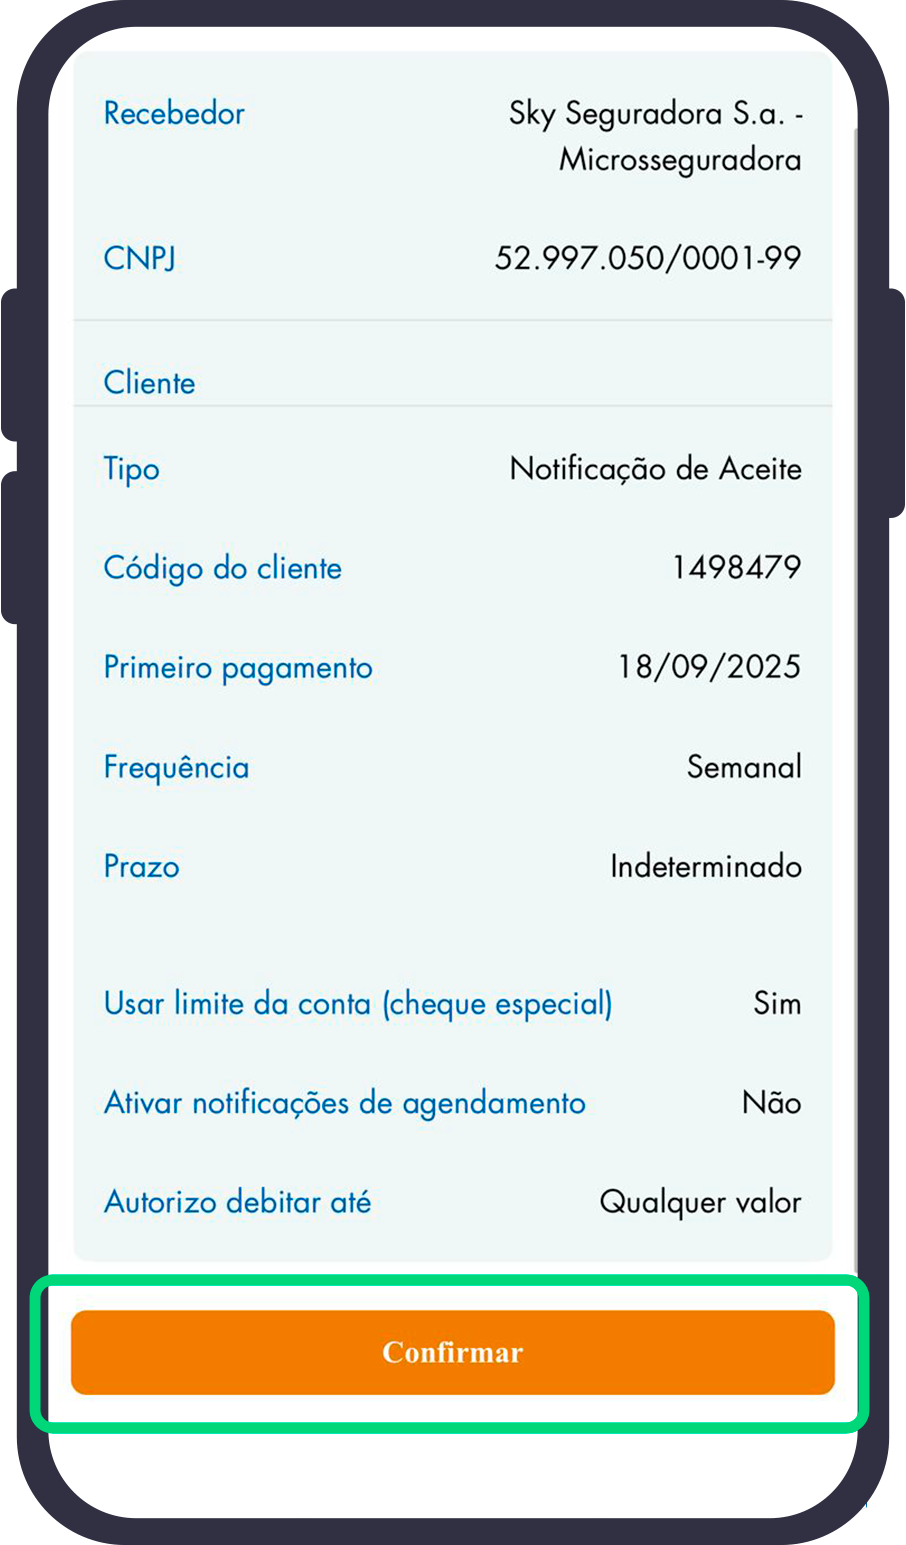 Recebedor Sky Seguradora S.a. -
Microsseguradora
CNPJ 52.997.050/0001-99
Cliente
Tipo Notificação de Aceite
Código do cliente 1498479
Primeiro pagamento 18/09/2025
Frequência Semanal
Prazo Indeterminado
Usar limite da conta (cheque especial) Sim
Ativar notificações de agendamento Não
Autorizo debitar até Qualquer valor
Confirmar